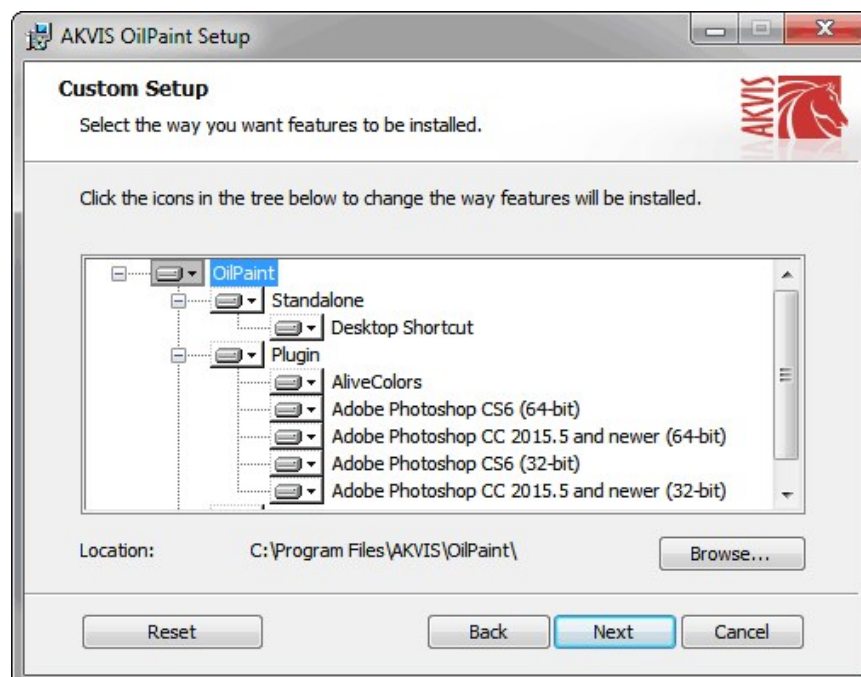 AKVIS OilPaint Setup
Custom Setup
Select the way you want features to be installed.
AKVIS
Click the icons in the tree below to change the way features will be installed.
OilPaint
Standalone
Desktop Shortcut
Plugin
AliveColors
Adobe Photoshop CS6 (64-bit)
Adobe Photoshop CC 2015.5 and newer (64-bit)
Adobe Photoshop CS6 (32-bit)
Adobe Photoshop CC 2015.5 and newer (32-bit)
Location: C:\Program Files\AKVIS\OilPaint\ Browse...
Reset Back Next Cancel